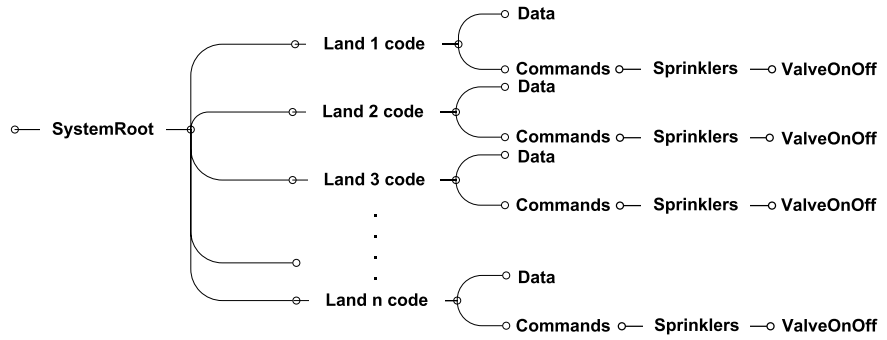 Data
Land 1 code
Commands Sprinklers ValveOnOff
Data
Land 2 code
SystemRoot
Commands Sprinklers ValveOnOff
Data
Land 3 code
Commands Sprinklers ValveOnOff
Data
Land n code
Commands Sprinklers ValveOnOff